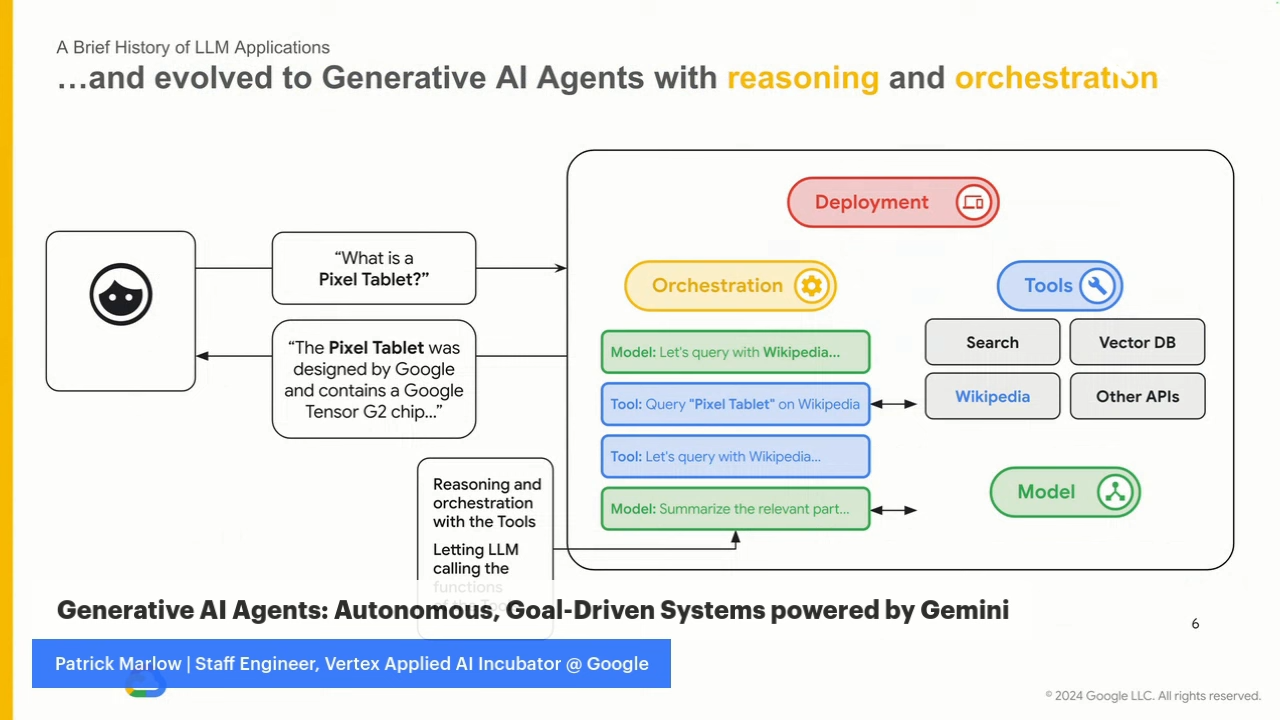 A Brief History of LLM Applications
…and evolved to Generative AI Agents with reasoning and orchestration
Deployment
"What is a
Pixel Tablet?"
Orchestration
Tools
"The Pixel Tablet was
designed by Google
and contains a Google
Tensor G2 chip..."
Model: Let's query with Wikipedia...
Tool: Query "Pixel Tablet" on Wikipedia
Tool: Let's query with Wikipedia...
Model: Summarize the relevant part...
Search
Vector DB
Wikipedia
Other APIs
Model
Reasoning and
orchestration
with the Tools
Letting LLM
calling the
functions
Generative AI Agents: Autonomous, Goal-Driven Systems powered by Gemini
6
Patrick Marlow | Staff Engineer, Vertex Applied AI Incubator @ Google
© 2024 Google LLC. All rights reserved.